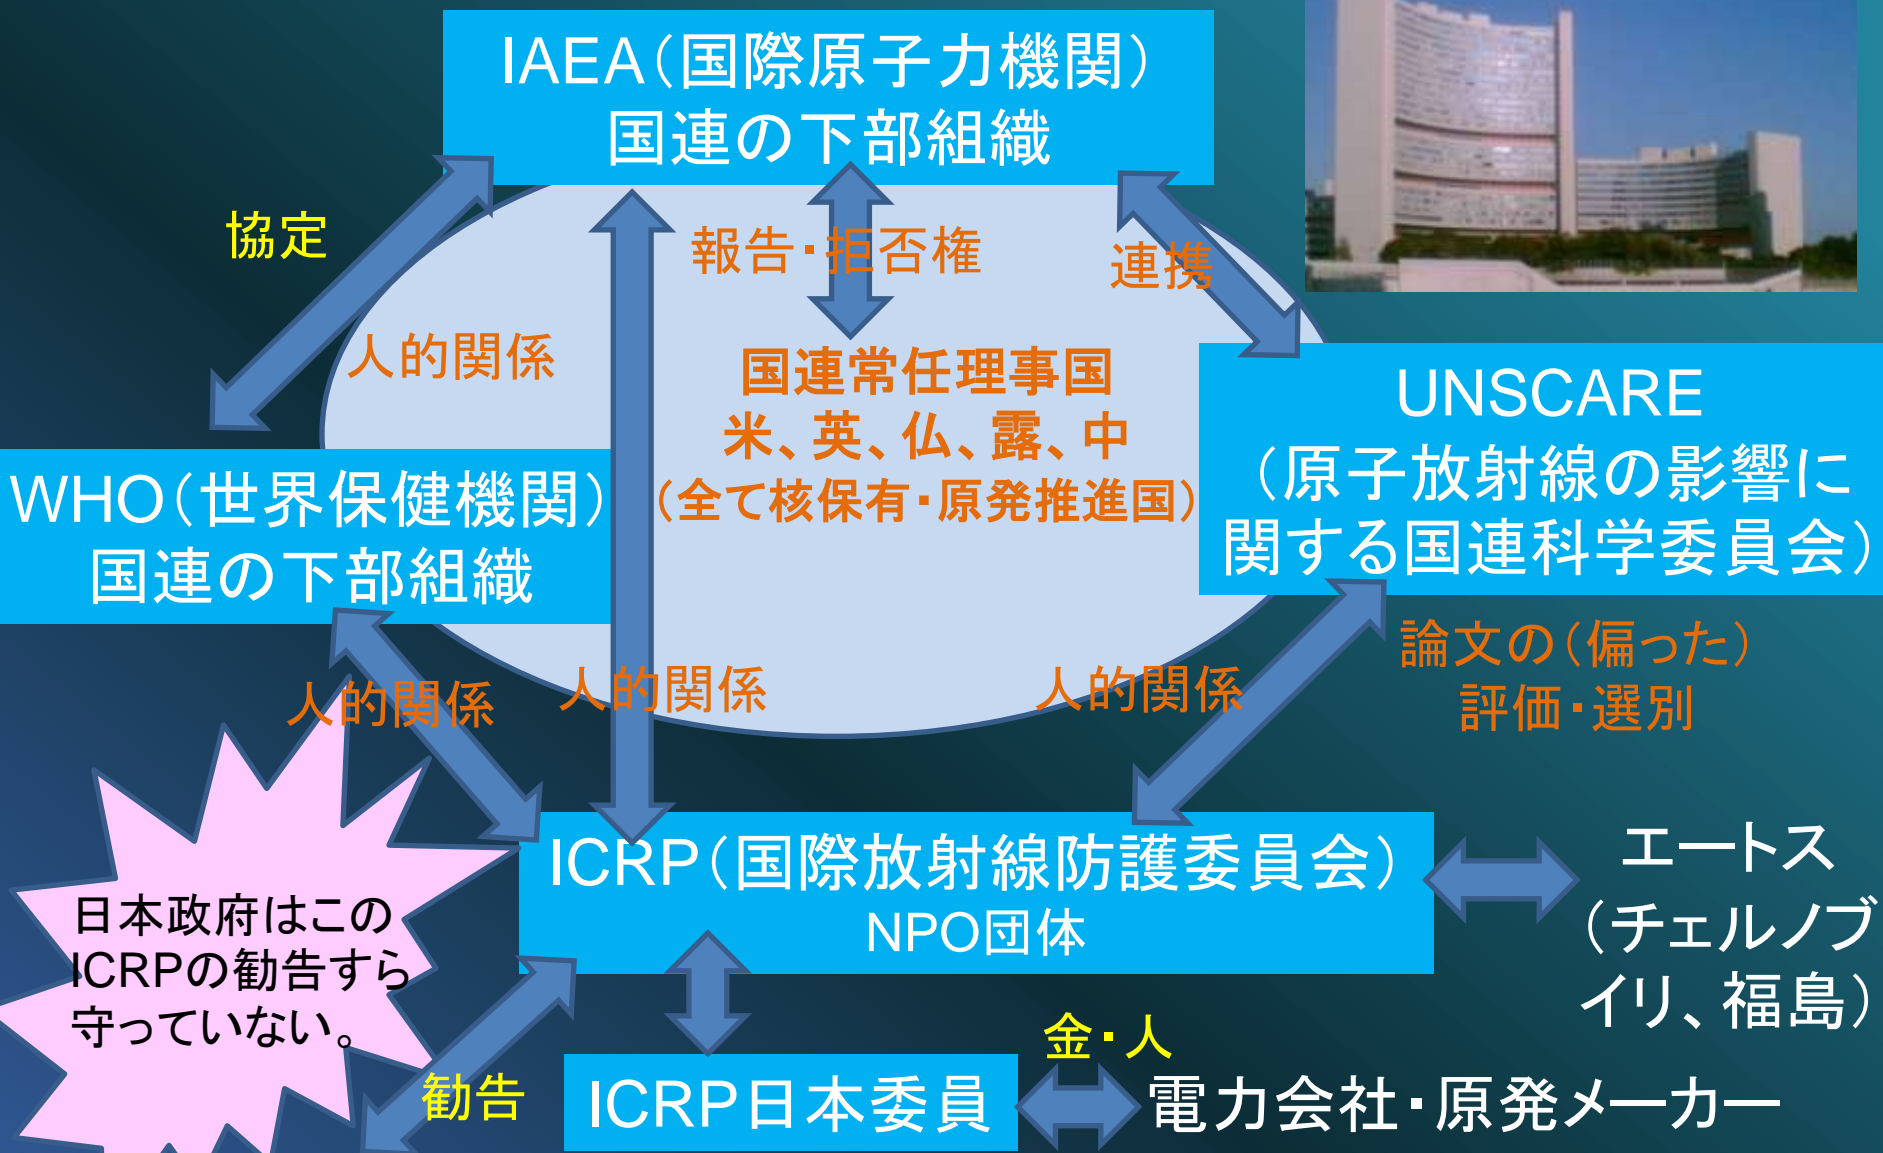 IAEA（国際原子力機関）
国連の下部組織
協定
報告・拒否権
連携
人的関係
国連常任理事国
米、英、仏、露、中
（全て核保有・原発推進国）
UNSCARE
（原子放射線の影響に
関する国連科学委員会）
WHO（世界保健機関）
国連の下部組織
論文の（偏った）
評価・選別
人的関係
人的関係
人的関係
ICRP（国際放射線防護委員会）
NPO団体
エートス
（チェルノブ
イリ、福島）
日本政府はこの
ICRPの勧告すら
守っていない。
勧告
金・人
ICRP日本委員
電力会社・原発メーカー